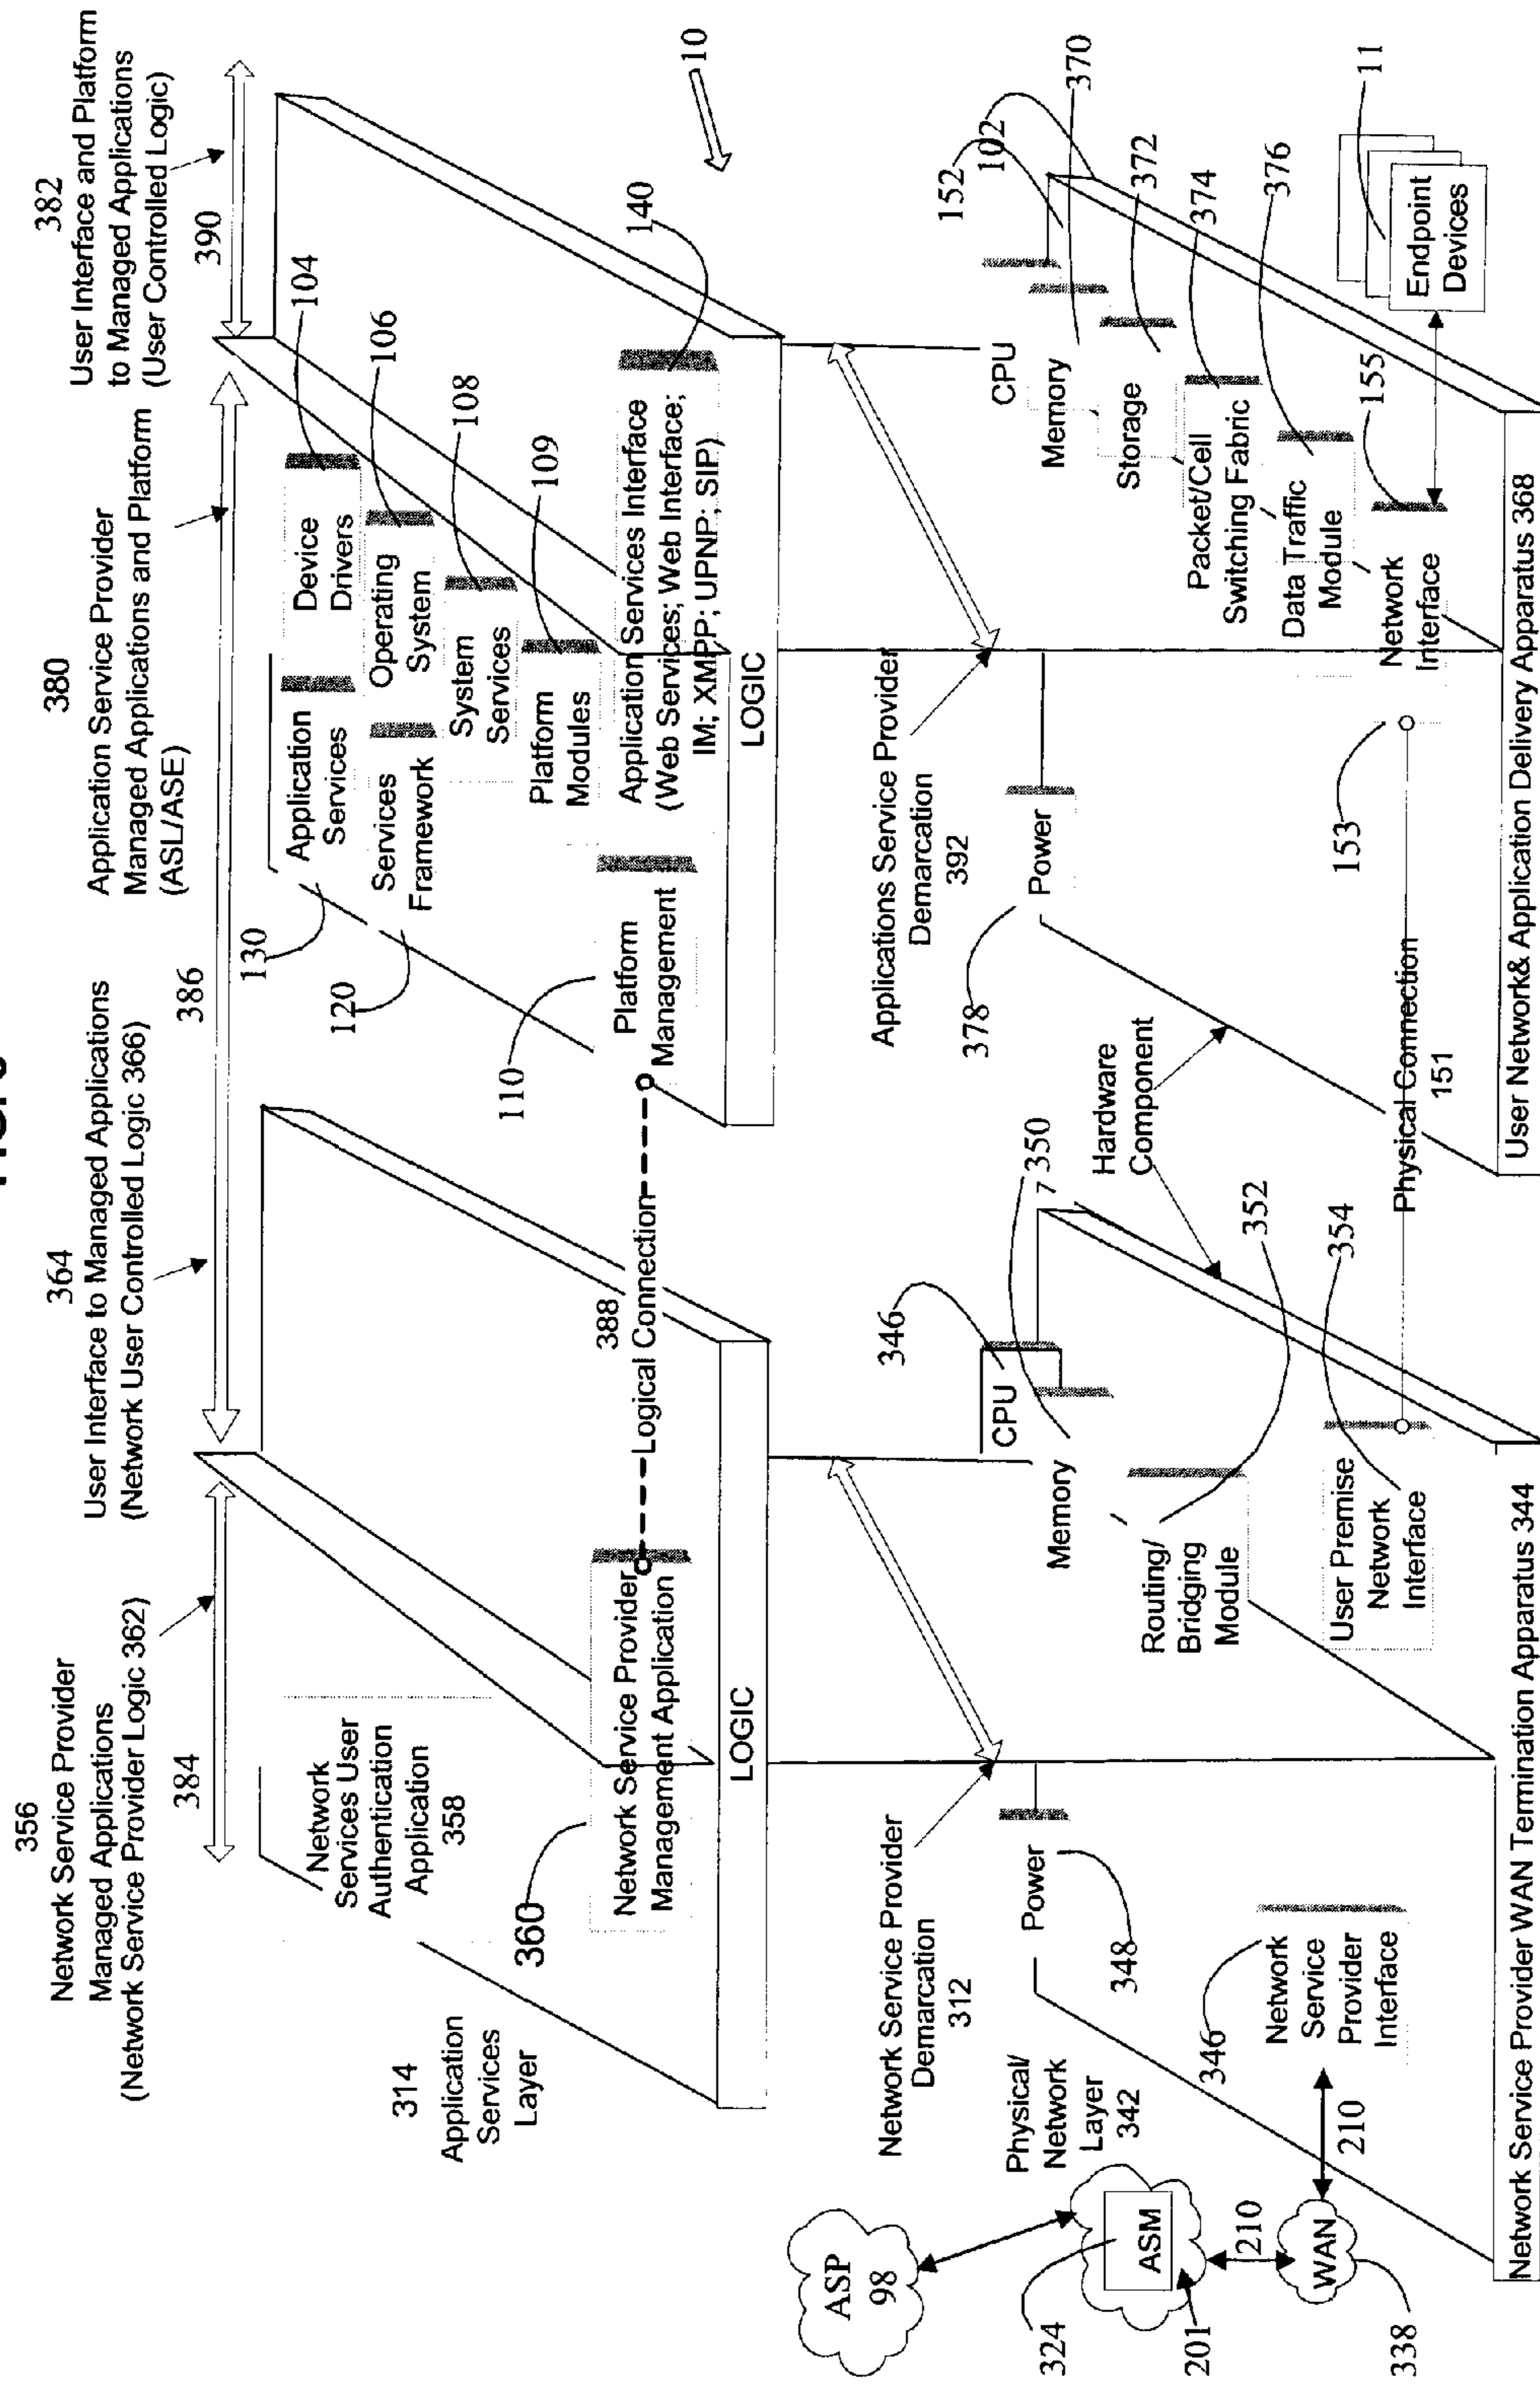 356
Network Service Provider
Managed Applications
(Network Service Provider Logic 362)
364
User Interface to Managed Applications
(Network User Controlled Logic 366)
380
Application Service Provider
Managed Applications and Platform
(ASL/ASE)
382
User Interface and Platform
to Managed Applications
(User Controlled Logic)
384
386
390
314
Application
Services
Layer
Network
Services User
Authentication
Application
358
360
Network Service Provider
Management Application
LOGIC
388
Logical Connection
130
120
110
Application
Services
Services
Framework
Platform
Management
Device
Drivers
104
Operating
System
106
System
Services
108
Platform
Modules
109
Application Services Interface
(Web Services; Web Interface;
IM; XMPP; UPNP; SIP)
140
LOGIC
10
Network Service Provider
Demarcation
312
Physical/
Network
Layer
342
ASP
98
ASM
324
201
210
WAN
338
210
Power
348
346
Network
Service
Provider
Interface
CPU
346
Memory
350
7
Routing/
Bridging
Module
352
User Premise
Network
Interface
354
Network Service Provider WAN Termination Apparatus 344
Hardware
Component
Physical Connection
151
Applications Service Provider
Demarcation
392
Power
378
153
CPU
152
102
Memory
370
Storage
372
Packet/Cell
Switching Fabric
374
Data Traffic
Module
376
Network
Interface
155
Endpoint
Devices
11
User Network& Application Delivery Apparatus 368